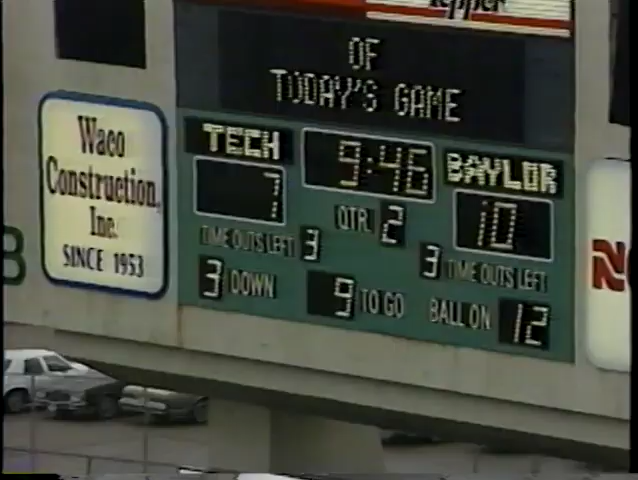 Pepper
OF
TODAY'S GAME
Waco
Construction,
Inc.
SINCE 1953
TECH 9:46 BAYLOR
7 10
QTR. 2
TIME OUTS LEFT 3
3 TIME OUTS LEFT
3 DOWN 9 TO GO BALL ON 12
B
N